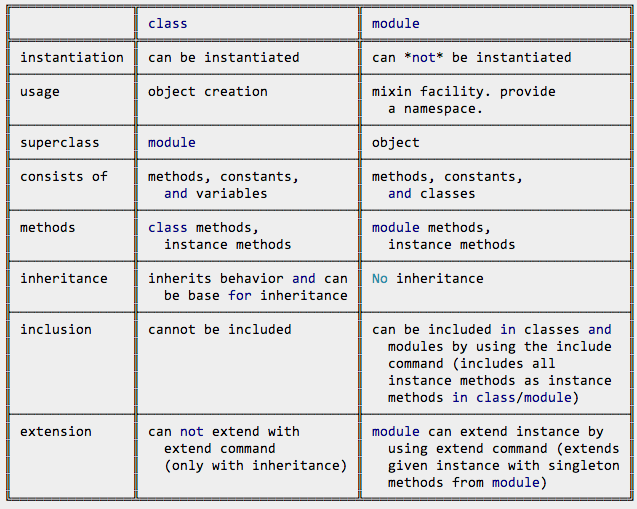 class module
instantiation can be instantiated can *not* be instantiated
usage object creation mixin facility. provide
a namespace.
superclass module object
consists of methods, constants, methods, constants,
and variables and classes
methods class methods, module methods,
instance methods instance methods
inheritance inherits behavior and can No inheritance
be base for inheritance
inclusion cannot be included can be included in classes and
modules by using the include
command (includes all
instance methods as instance
methods in class/module)
extension can not extend with module can extend instance by
extend command using extend command (extends
(only with inheritance) given instance with singleton
methods from module)